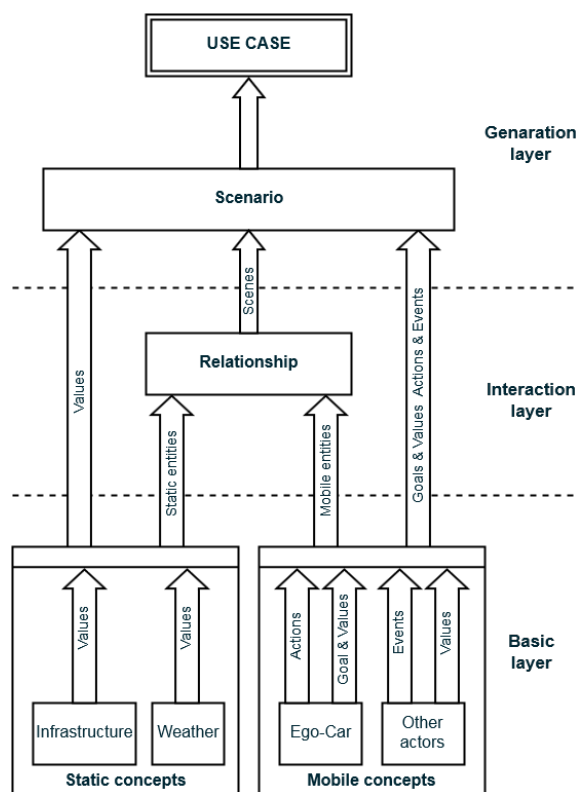 USE CASE
Genaration
layer
Scenario
Values
Scenes
Goals & Values  Actions & Events
Relationship
Interaction
layer
Static entities
Mobile entities
Values
Values
Actions
Goal & Values
Events
Values
Basic
layer
Infrastructure
Weather
Ego-Car
Other
actors
Static concepts
Mobile concepts